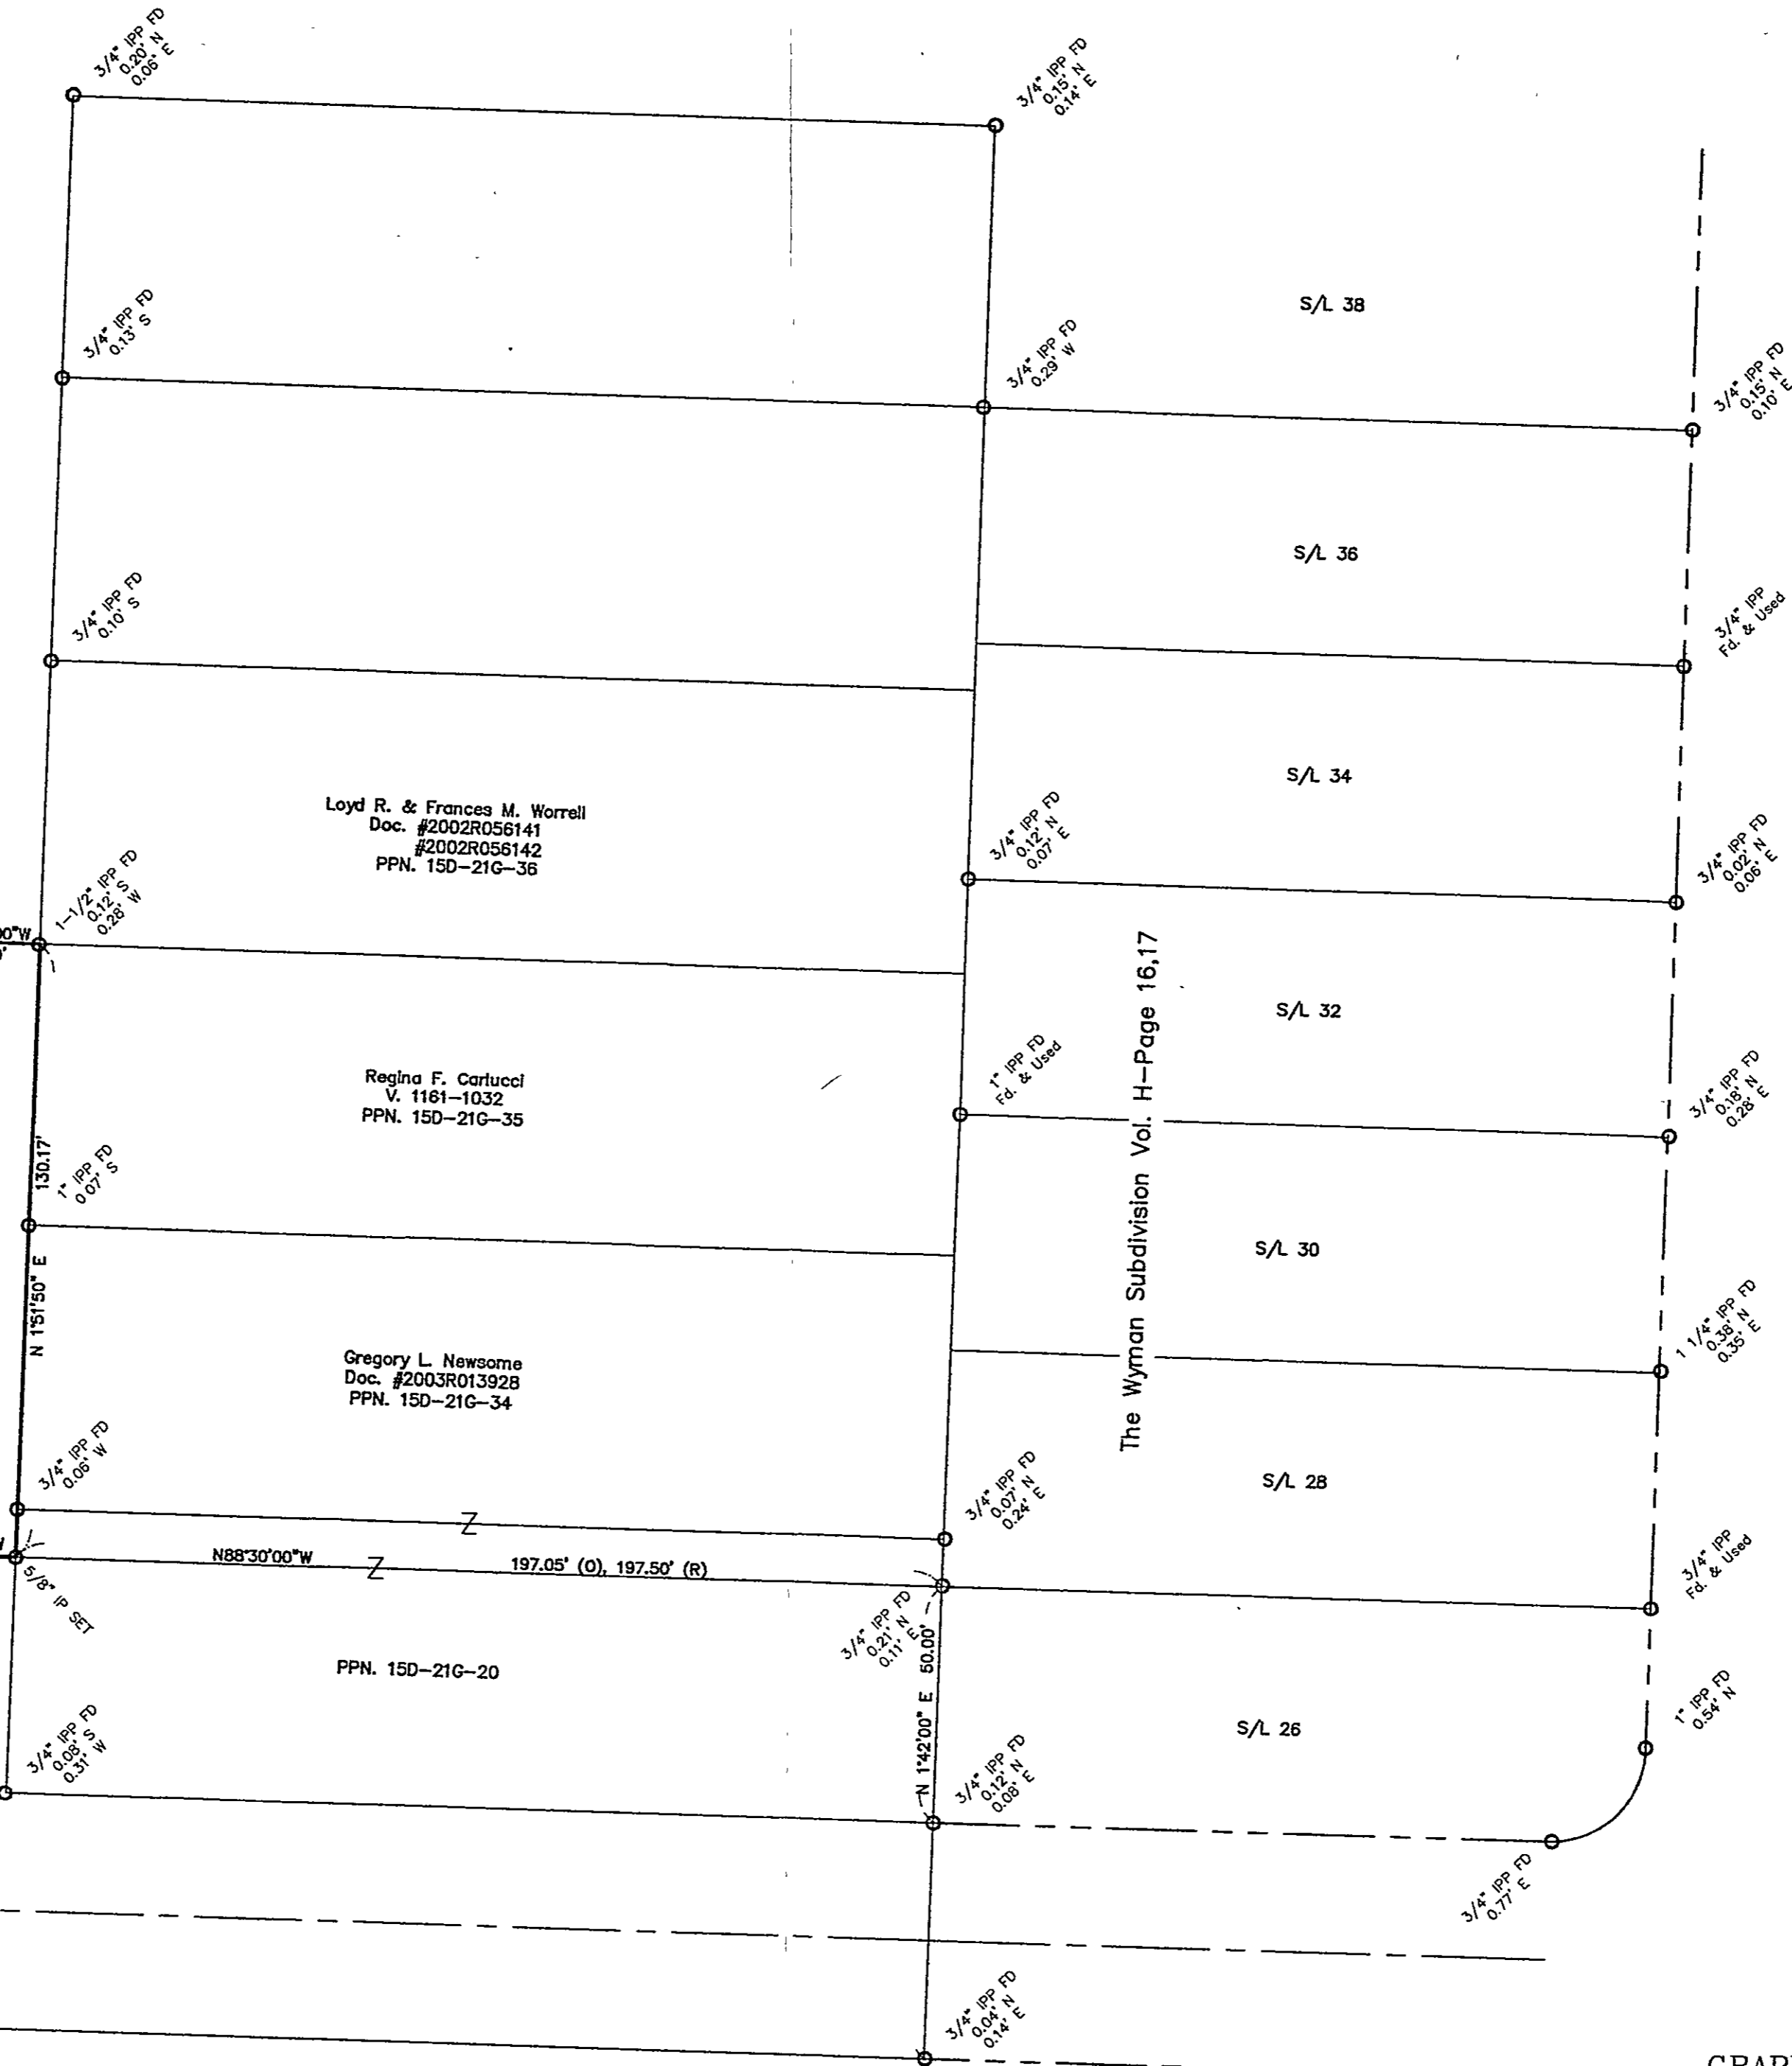 3/4" IPP FD
0.20' N
0.06' E
3/4" IPP FD
0.15' N
0.14' E
S/L 38
3/4" IPP FD
0.13' S
3/4" IPP FD
0.29' W
3/4" IPP FD
0.15' N
0.10' E
S/L 36
3/4" IPP FD
0.10' S
3/4" IPP
Fd. & Used
S/L 34
Loyd R. & Frances M. Worrell
Doc. #2002R056141
#2002R056142
PPN. 15D-21G-36
3/4" IPP FD
0.12' N
0.07' E
3/4" IPP FD
0.02' N
0.06' E
1-1/2" IPP FD
0.12' S
0.28' W
00"W
The Wyman Subdivision Vol. H-Page 16,17
S/L 32
Regina F. Carlucci
V. 1161-1032
PPN. 15D-21G-35
1" IPP FD
Fd. & Used
3/4" IPP FD
0.18' N
0.28' E
N 1°51'50" E 130.17'
1" IPP FD
0.07' S
S/L 30
Gregory L. Newsome
Doc. #2003R013928
PPN. 15D-21G-34
1 1/4" IPP FD
0.38' N
0.35' E
3/4" IPP FD
0.06' W
3/4" IPP FD
0.07' N
0.24' E
S/L 28
N88°30'00"W 197.05' (O), 197.50' (R)
5/8" IP SET
3/4" IPP FD
0.21' N
0.11' E
3/4" IPP
Fd. & Used
PPN. 15D-21G-20
N 1°42'00" E 50.00'
S/L 26
1" IPP FD
0.54' N
3/4" IPP FD
0.08' S
0.31' W
3/4" IPP FD
0.12' N
0.08' E
3/4" IPP FD
0.77' E
3/4" IPP FD
0.04' N
0.14' E